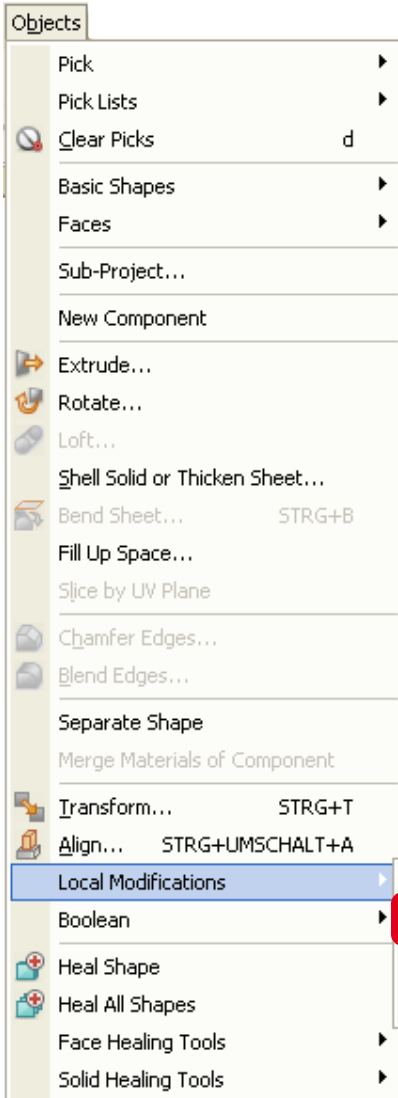 Objects
Pick
Pick Lists
Clear Picks d
Basic Shapes
Faces
Sub-Project...
New Component
Extrude...
Rotate...
Loft...
Shell Solid or Thicken Sheet...
Bend Sheet... STRG+B
Fill Up Space...
Slice by UV Plane
Chamfer Edges...
Blend Edges...
Separate Shape
Merge Materials of Component
Transform... STRG+T
Align... STRG+UMSCHALT+A
Local Modifications
Boolean
Heal Shape
Heal All Shapes
Face Healing Tools
Solid Healing Tools